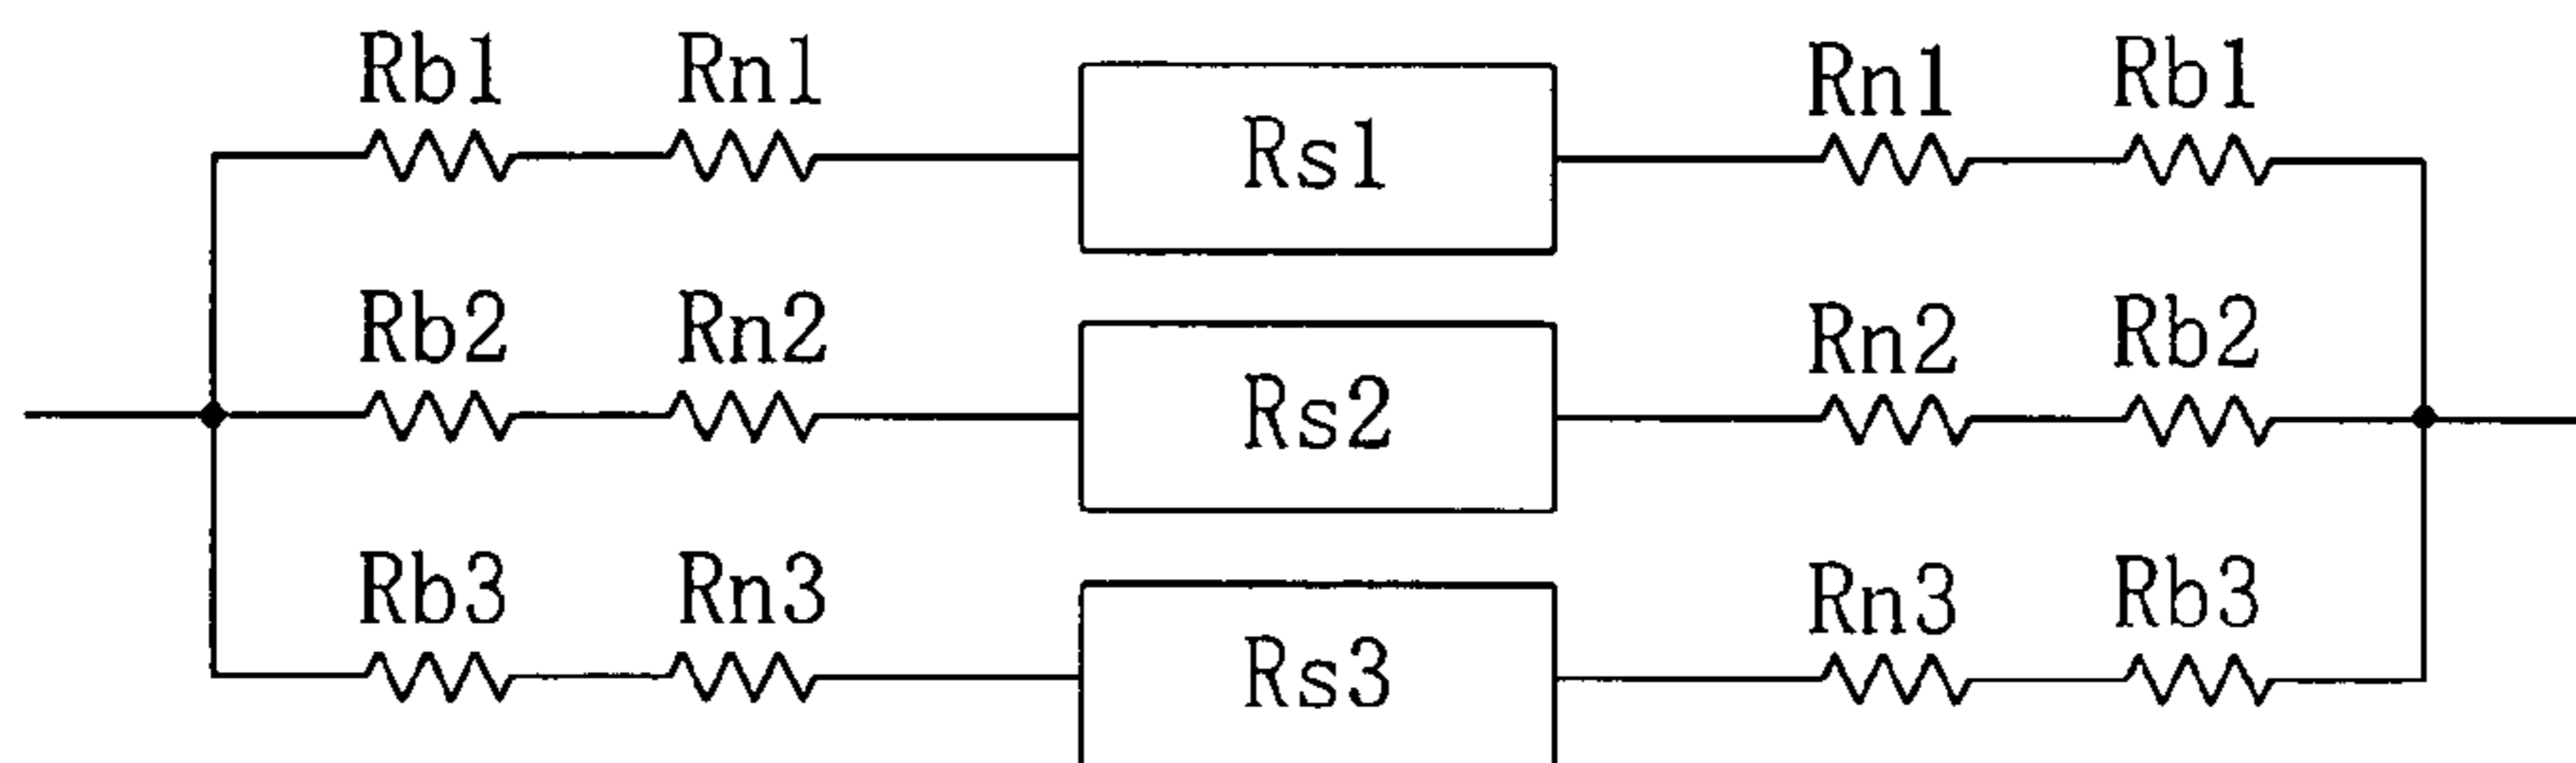 Rb1 Rn1 Rs1 Rn1 Rb1
Rb2 Rn2 Rs2 Rn2 Rb2
Rb3 Rn3 Rs3 Rn3 Rb3